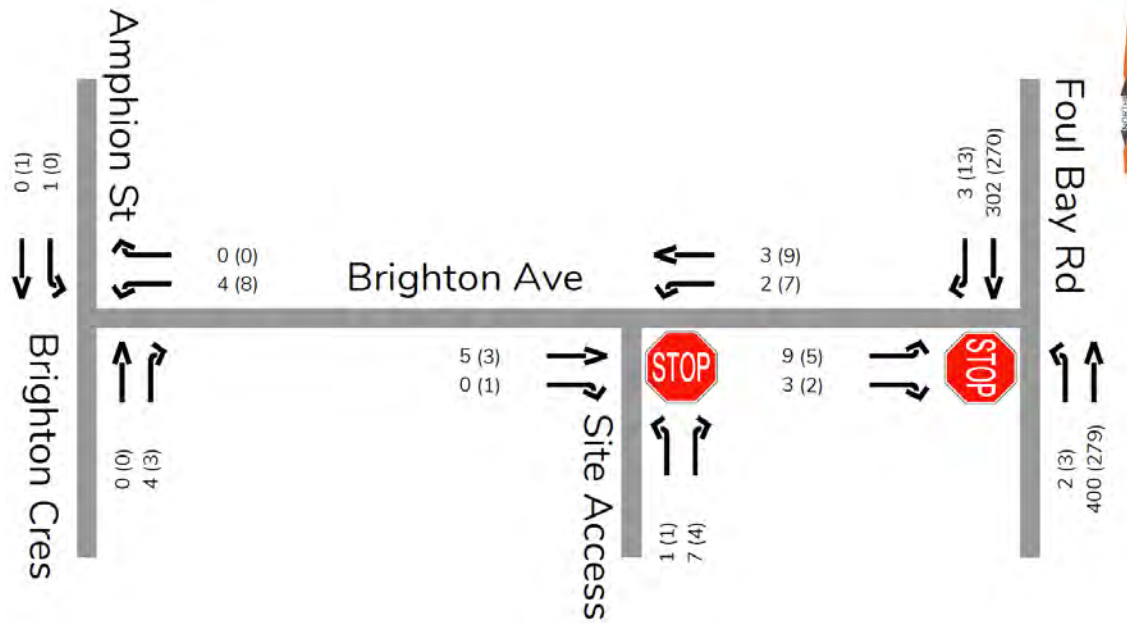 Amphion St
Foul Bay Rd
0 (1)
1 (0)
3 (13)
302 (270)
0 (0)
4 (8)
Brighton Ave
3 (9)
2 (7)
Brighton Cres
0 (0)
4 (3)
5 (3)
0 (1)
STOP
9 (5)
3 (2)
STOP
Site Access
1 (1)
7 (4)
2 (3)
400 (279)